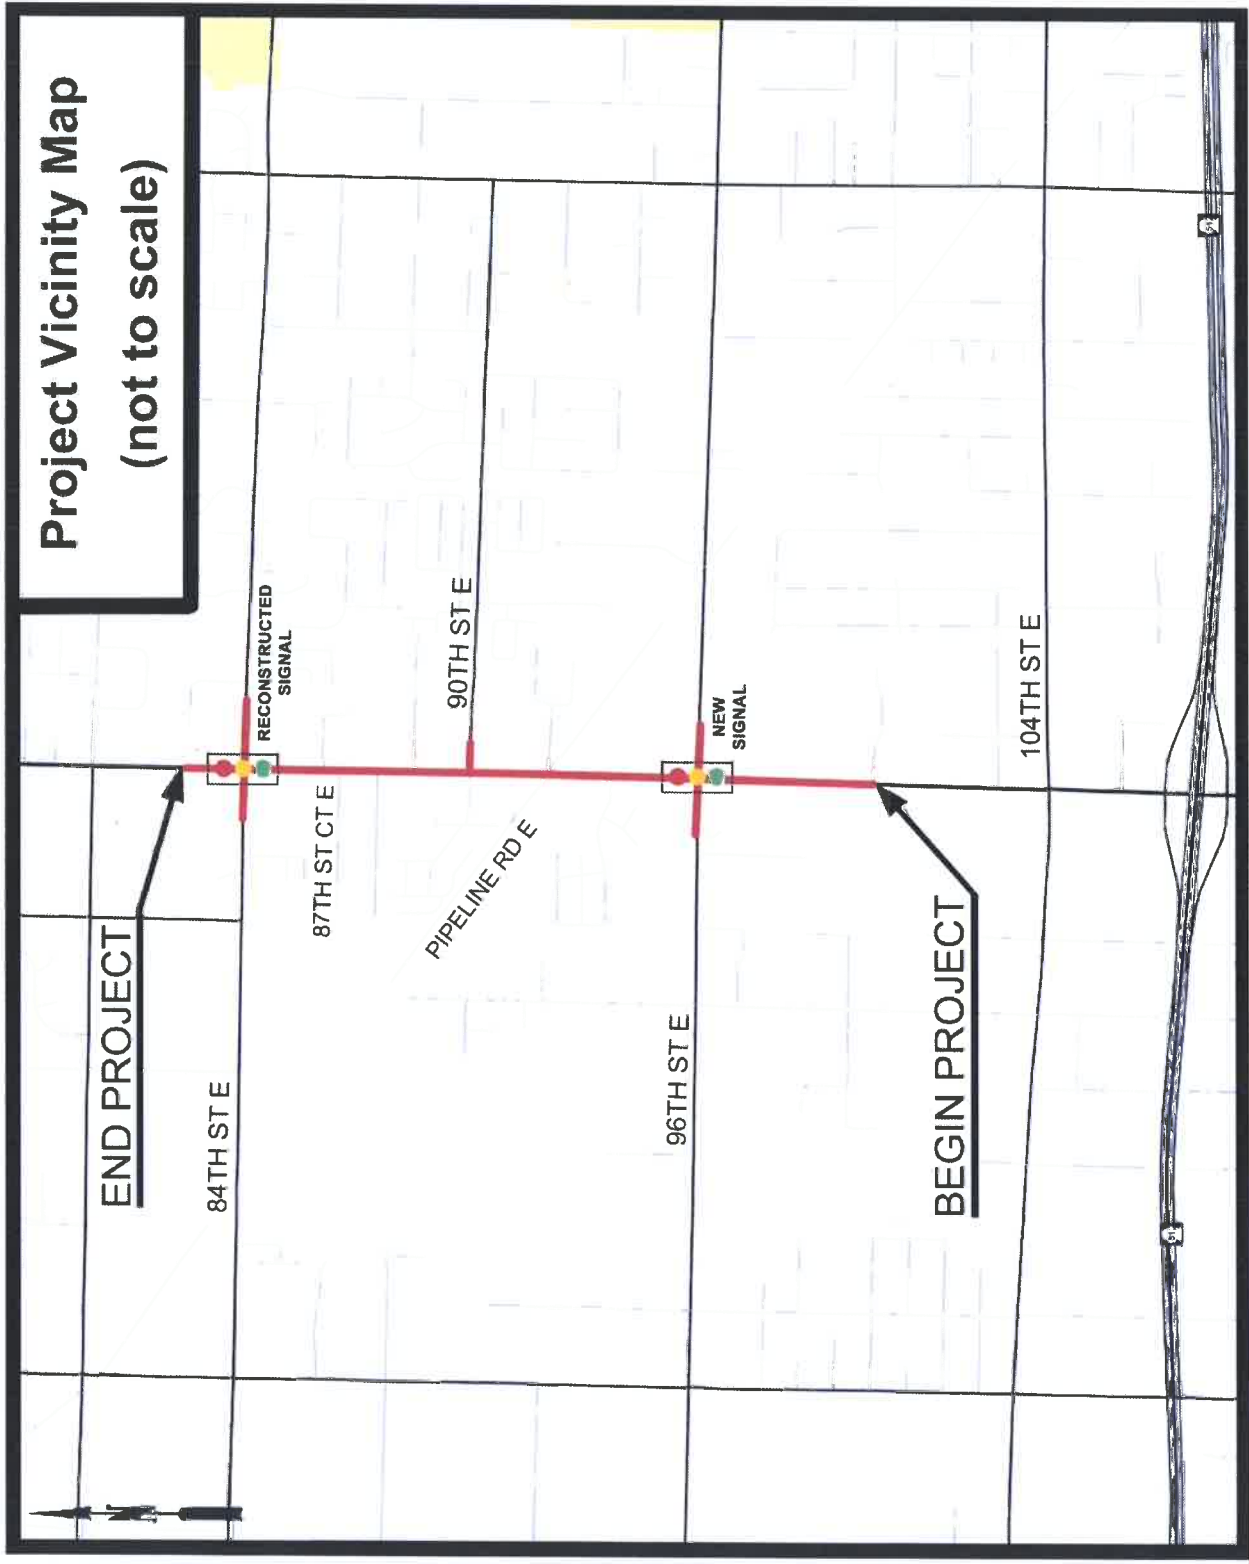 Project Vicinity Map
(not to scale)
END PROJECT
84TH ST E
RECONSTRUCTED
SIGNAL
87TH ST CT E
90TH ST E
PIPELINE RD E
96TH ST E
NEW
SIGNAL
BEGIN PROJECT
104TH ST E
N
512